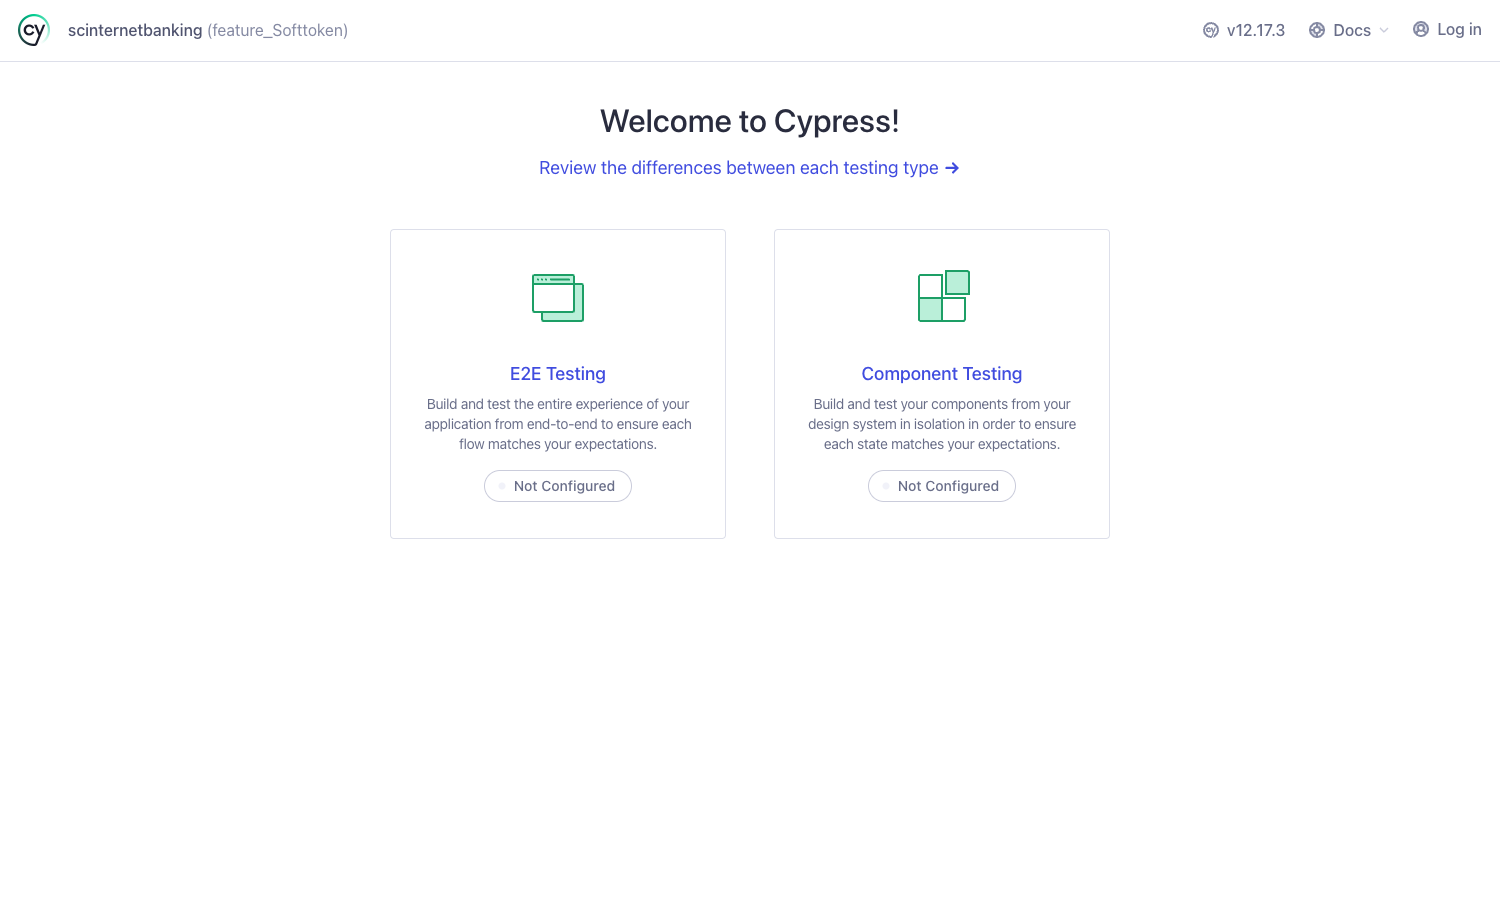 cy
scinternetbanking (feature_Softtoken)
v12.17.3
Docs
Log in
Welcome to Cypress!
Review the differences between each testing type →
E2E Testing
Build and test the entire experience of your
application from end-to-end to ensure each
flow matches your expectations.
Not Configured
Component Testing
Build and test your components from your
design system in isolation in order to ensure
each state matches your expectations.
Not Configured